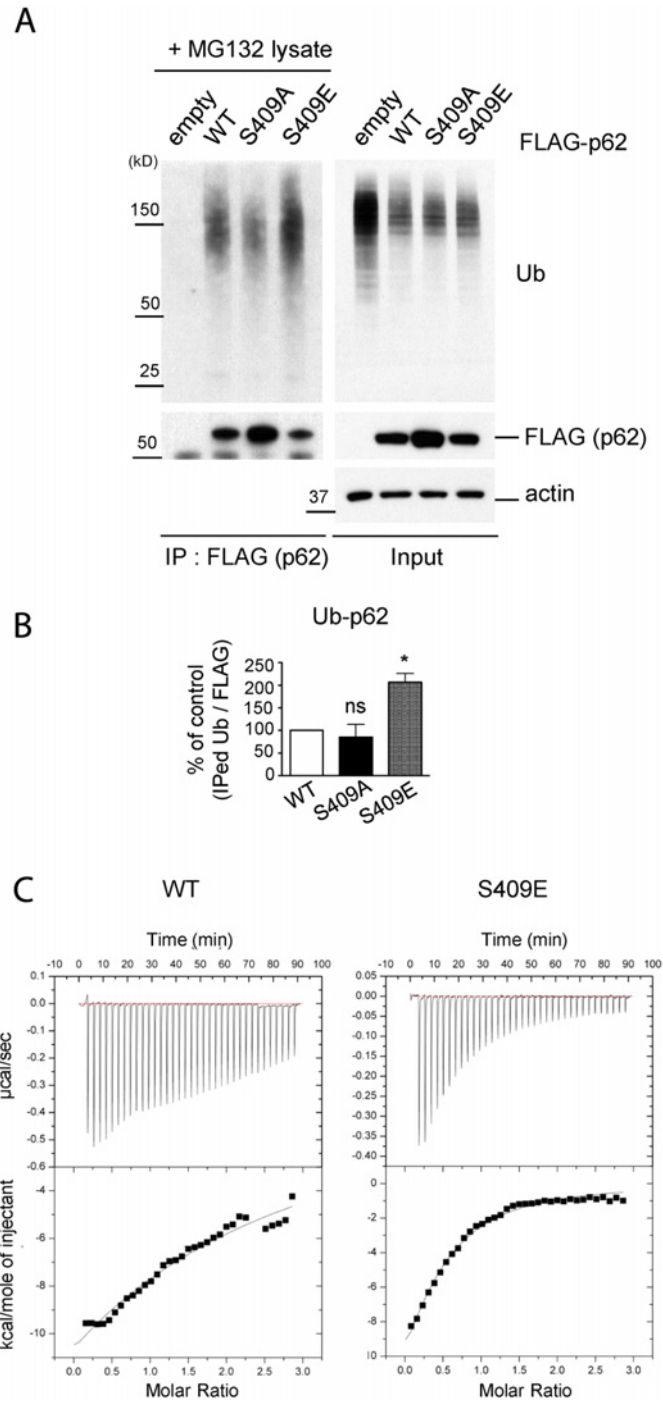 A
+ MG132 lysate
empty WT S409A S409E empty WT S409A S409E FLAG-p62
(kD)
150
50
25
Ub
50
FLAG (p62)
37
actin
IP : FLAG (p62) Input
B
Ub-p62
% of control
(IPed Ub / FLAG)
250
200
150
100
50
0
ns
*
WT S409A S409E
C
WT S409E
Time (min) Time (min)
-10 0 10 20 30 40 50 60 70 80 90 100 -10 0 10 20 30 40 50 60 70 80 90 100
µcal/sec
0.1
0.0
-0.1
-0.2
-0.3
-0.4
-0.5
-0.6
0.05
0.00
-0.05
-0.10
-0.15
-0.20
-0.25
-0.30
-0.35
-0.40
kcal/mole of injectant
-4
-6
-8
-10
0
-2
-4
-6
-8
10
0.0 0.5 1.0 1.5 2.0 2.5 3.0 0.0 0.5 1.0 1.5 2.0 2.5 3.0
Molar Ratio Molar Ratio